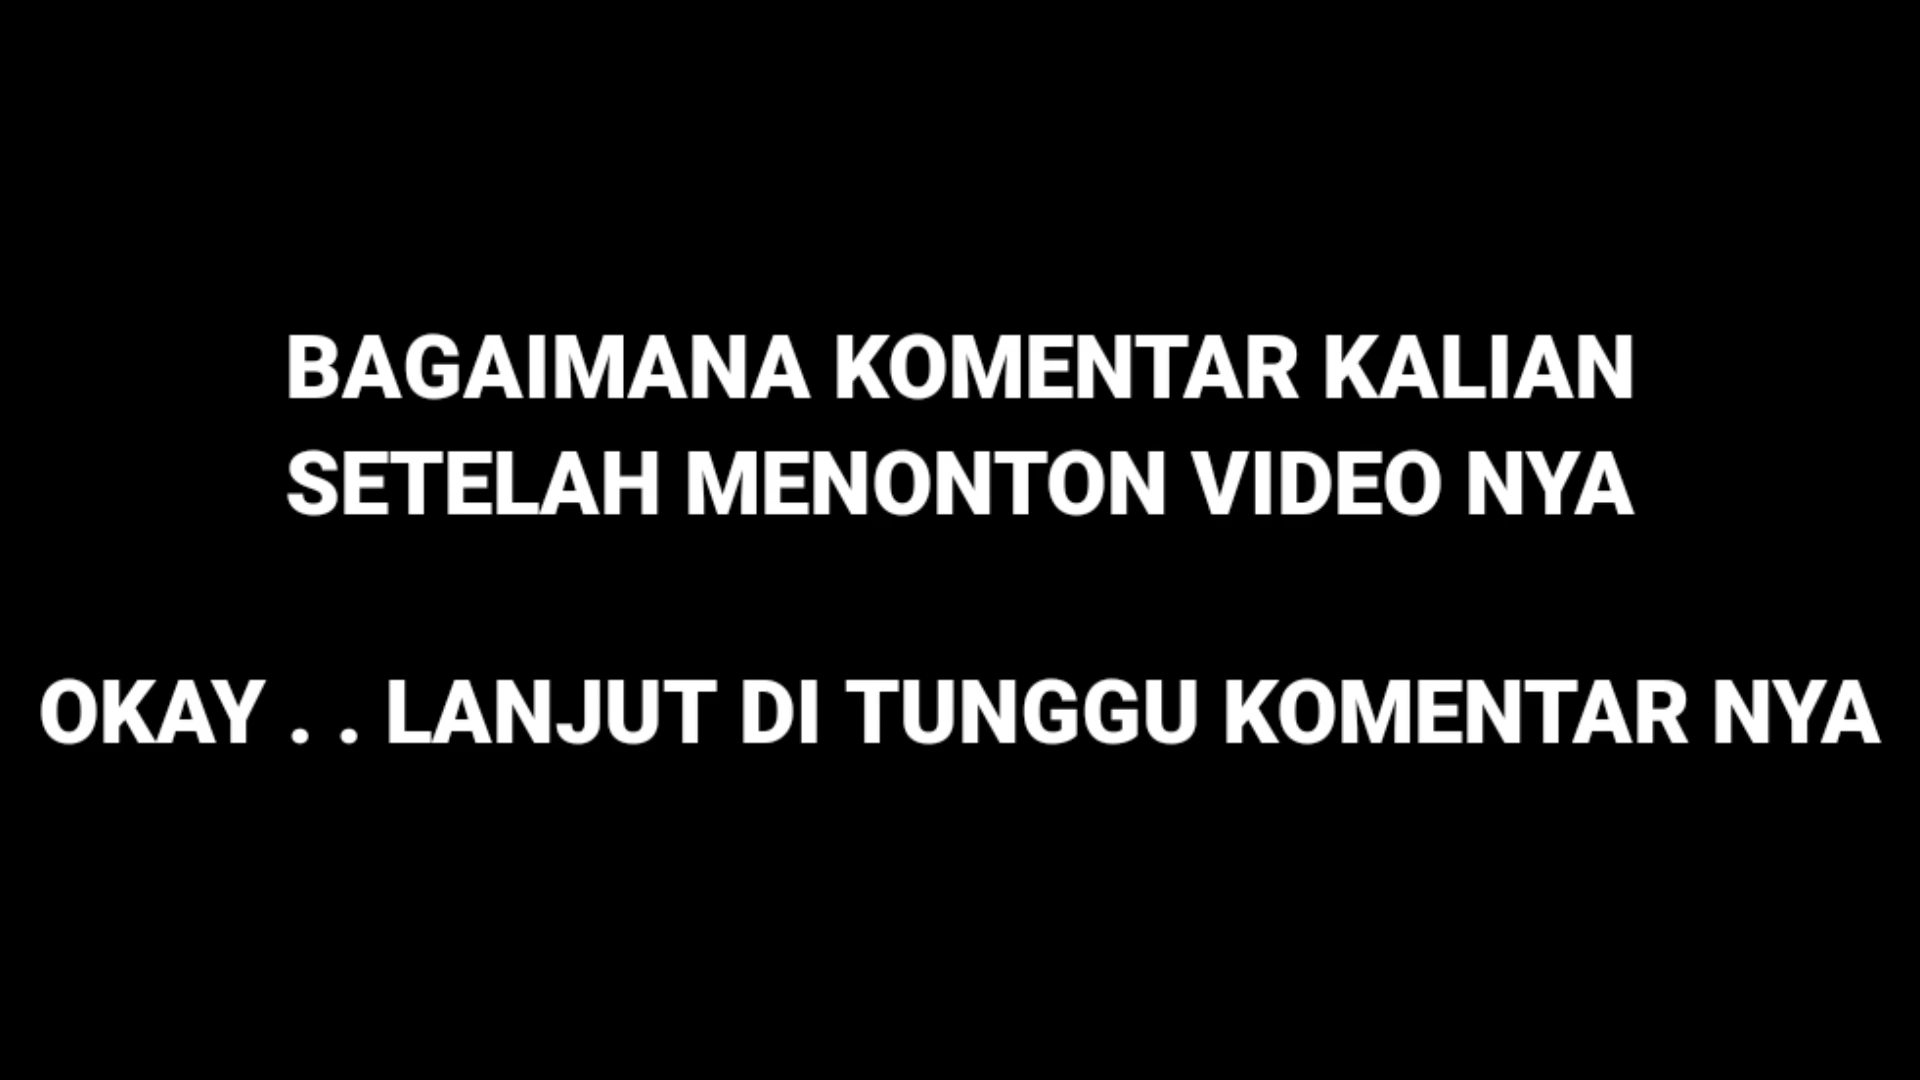 BAGAIMANA KOMENTAR KALIAN
SETELAH MENONTON VIDEO NYA
OKAY . . LANJUT DI TUNGGU KOMENTAR NYA